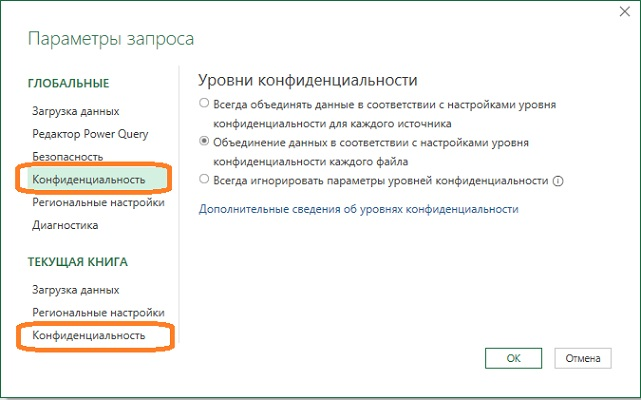 Параметры запроса
ГЛОБАЛЬНЫЕ
Загрузка данных
Редактор Power Query
Безопасность
Конфиденциальность
Региональные настройки
Диагностика
ТЕКУЩАЯ КНИГА
Загрузка данных
Региональные настройки
Конфиденциальность
Уровни конфиденциальности
Всегда объединять данные в соответствии с настройками уровня
конфиденциальности для каждого источника
Объединение данных в соответствии с настройками уровня
конфиденциальности каждого файла
Всегда игнорировать параметры уровней конфиденциальности
Дополнительные сведения об уровнях конфиденциальности
ОК
Отмена